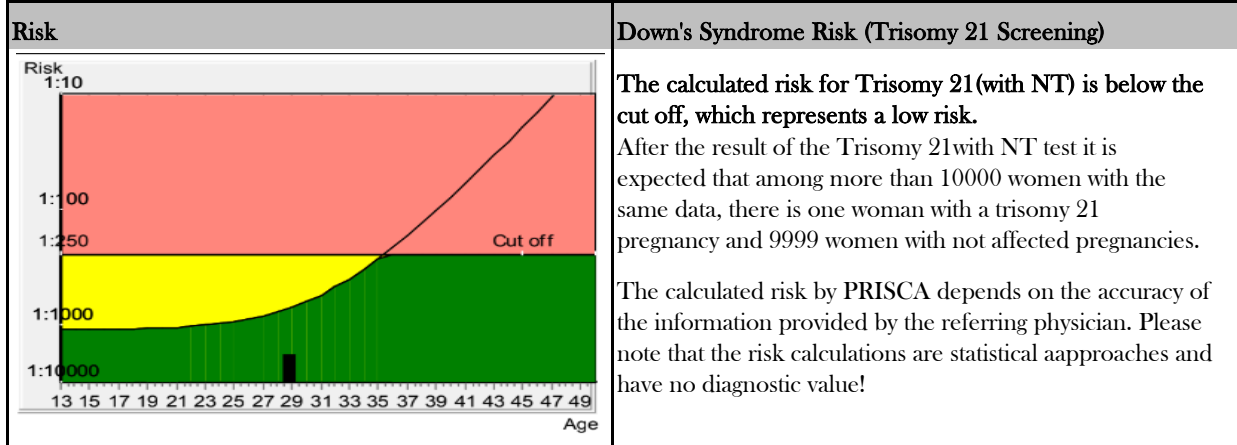 Risk
Down's Syndrome Risk (Trisomy 21 Screening)
Risk
1:10
1:100
1:250
Cut off
1:1000
1:10000
13 15 17 19 21 23 25 27 29 31 33 35 37 39 41 43 45 47 49
Age
The calculated risk for Trisomy 21(with NT) is below the
cut off, which represents a low risk.
After the result of the Trisomy 21with NT test it is
expected that among more than 10000 women with the
same data, there is one woman with a trisomy 21
pregnancy and 9999 women with not affected pregnancies.
The calculated risk by PRISCA depends on the accuracy of
the information provided by the referring physician. Please
note that the risk calculations are statistical aapproaches and
have no diagnostic value!